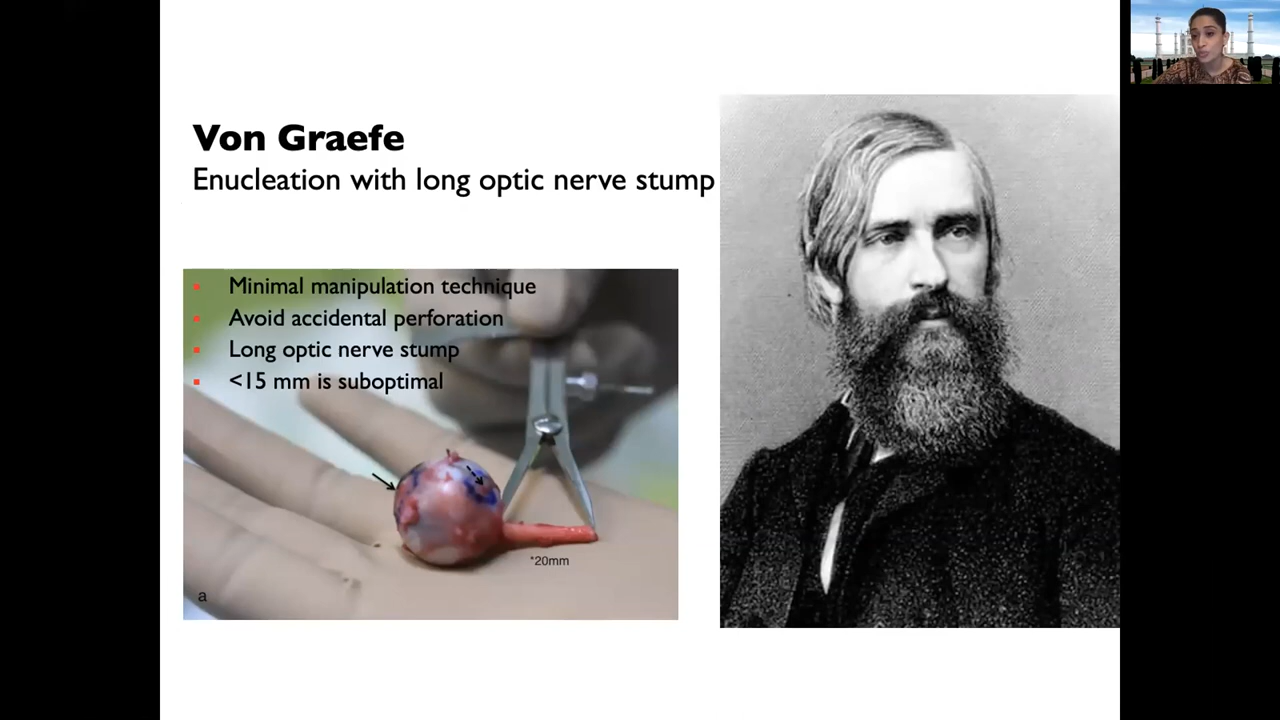 Von Graefe
Enucleation with long optic nerve stump
▪ Minimal manipulation technique
▪ Avoid accidental perforation
▪ Long optic nerve stump
▪ <15 mm is suboptimal
*20mm
a